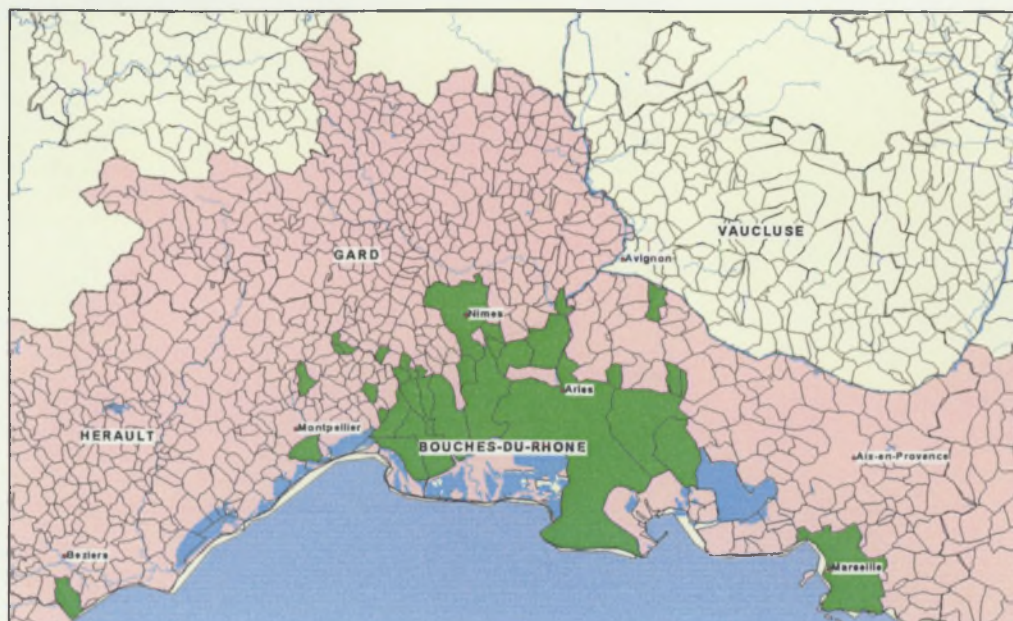 VAUCLUSE
GARD
Avignon
Nimes
Arles
Montpellier
HERAULT
BOUCHES-DU-RHONE
Aix-en-Provence
Beziers
Marseille